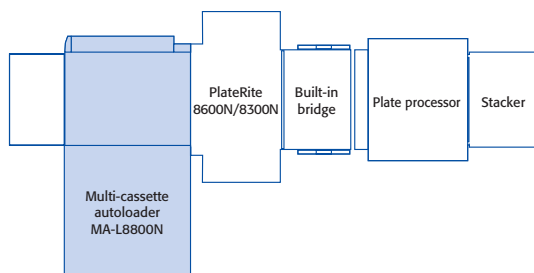 PlateRite
8600N/8300N
Built-in
bridge
Plate processor
Stacker
Multi-cassette
autoloader
MA-L8800N